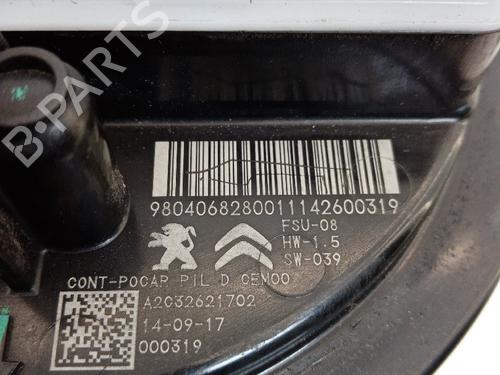 B-PARTS
9804068280011142600319
FSU-08
HW-1.5
SW-039
CONT-POCAR PIL D CEMOO
A2C32621702
14-09-17
000319